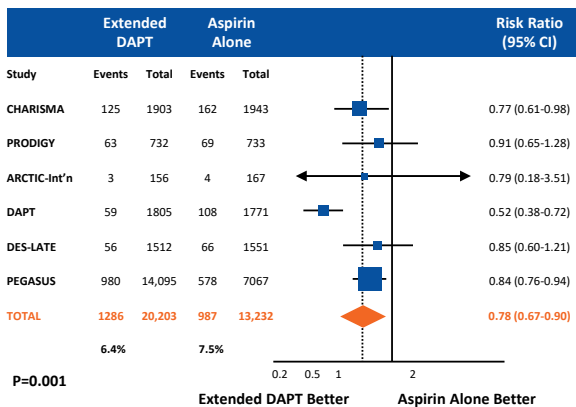 Extended DAPT Aspirin Alone Risk Ratio (95% CI)
Study Events Total Events Total
CHARISMA 125 1903 162 1943 0.77 (0.61-0.98)
PRODIGY 63 732 69 733 0.91 (0.65-1.28)
ARCTIC-Int'n 3 156 4 167 0.79 (0.18-3.51)
DAPT 59 1805 108 1771 0.52 (0.38-0.72)
DES-LATE 56 1512 66 1551 0.85 (0.60-1.21)
PEGASUS 980 14,095 578 7067 0.84 (0.76-0.94)
TOTAL 1286 20,203 987 13,232 0.78 (0.67-0.90)
6.4% 7.5%
0.2 0.5 1 2
P=0.001
Extended DAPT Better Aspirin Alone Better